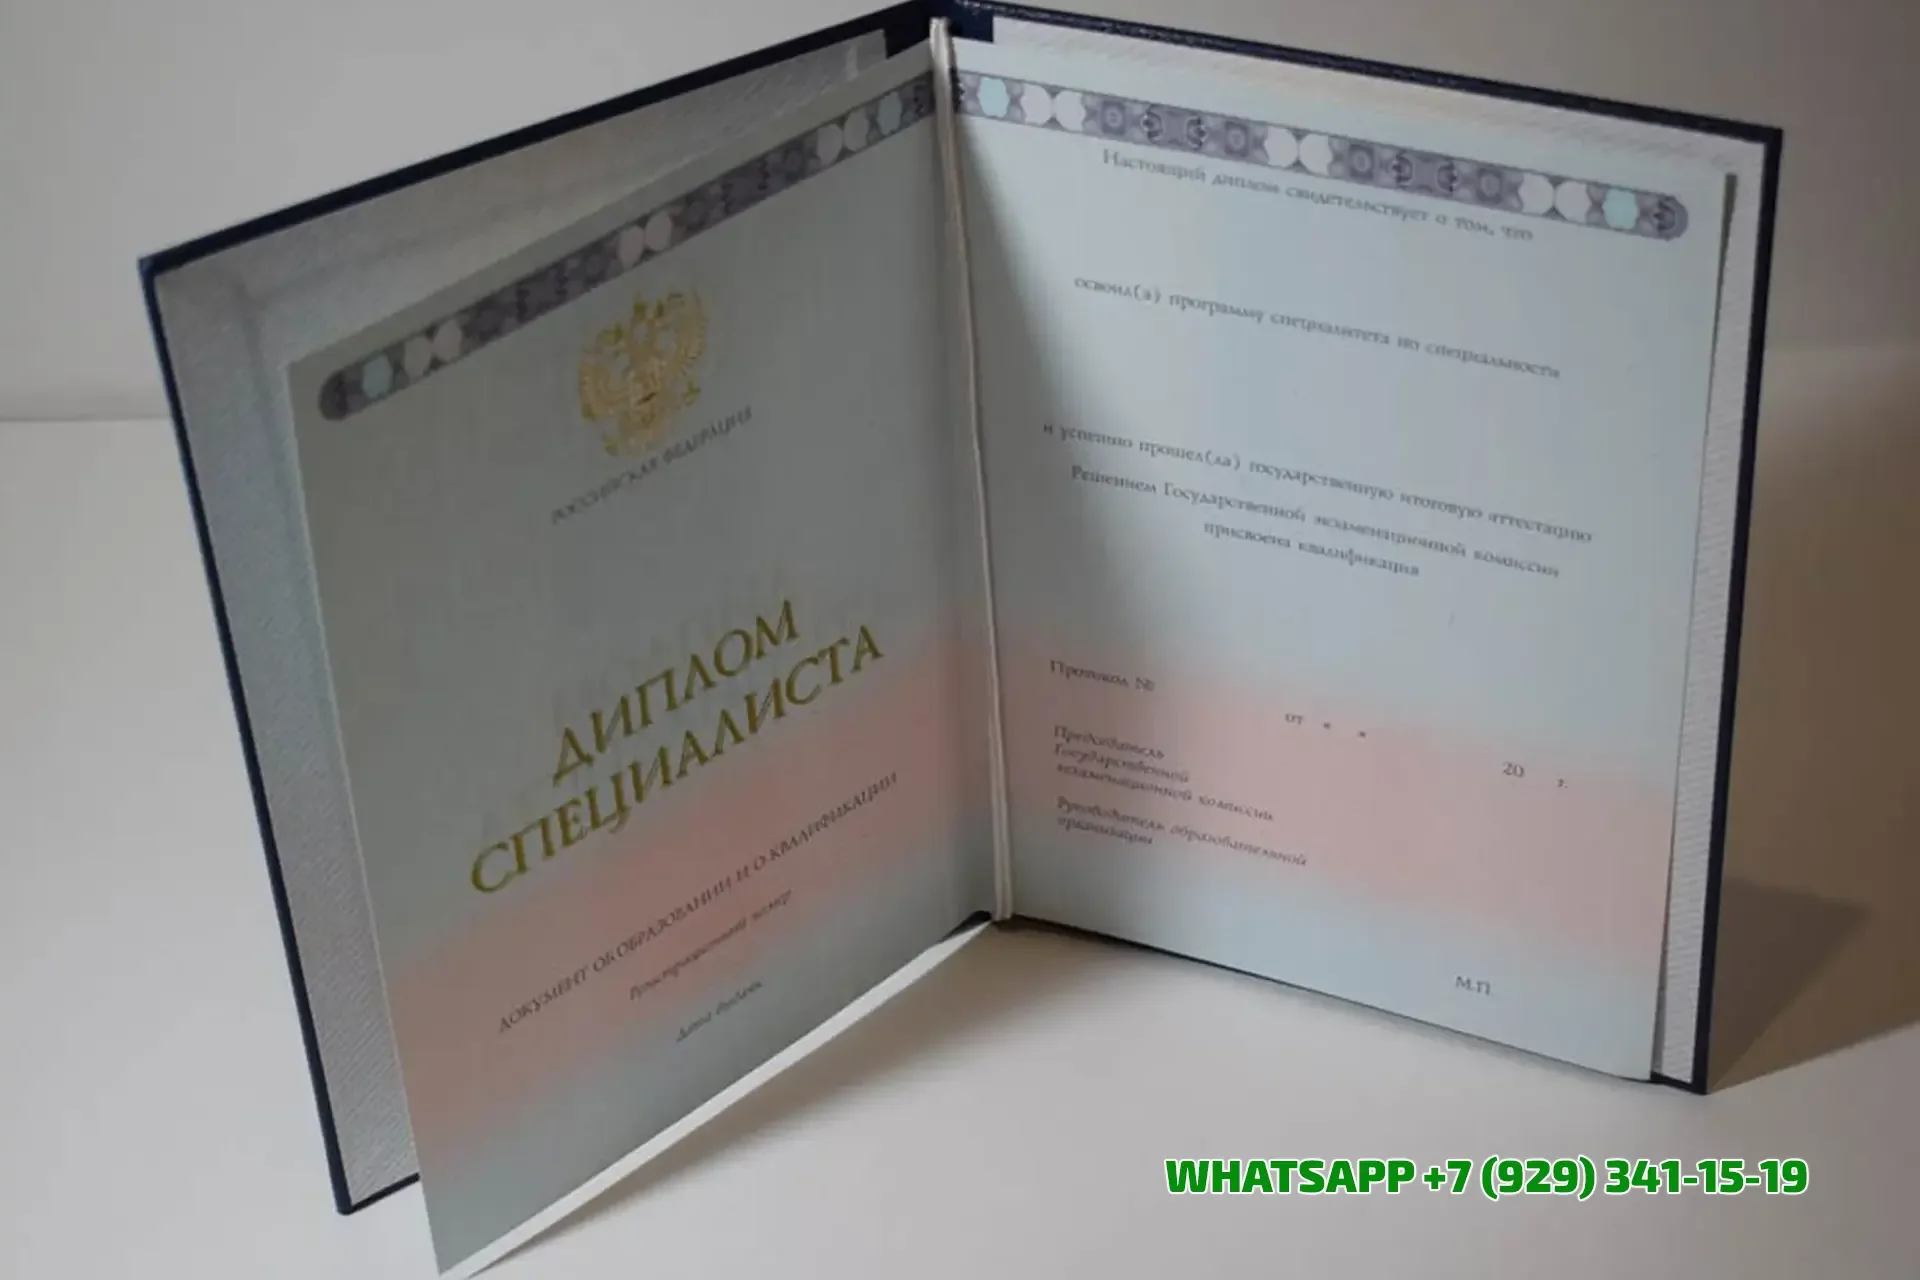 РОССИЙСКАЯ ФЕДЕРАЦИЯ
ДИПЛОМ
СПЕЦИАЛИСТА
ДОКУМЕНТ ОБ ОБРАЗОВАНИИ И О КВАЛИФИКАЦИИ
Регистрационный номер
Дата выдачи
Настоящий диплом свидетельствует о том, что
освоил(а) программу специалитета по специальности
и успешно прошел(ла) государственную итоговую аттестацию
Решением Государственной экзаменационной комиссии
присвоена квалификация
Протокол №
от « » 20 г.
Председатель
Государственной
экзаменационной комиссии
Руководитель образовательной
организации
М.П.
WHATSAPP +7 (929) 341-15-19